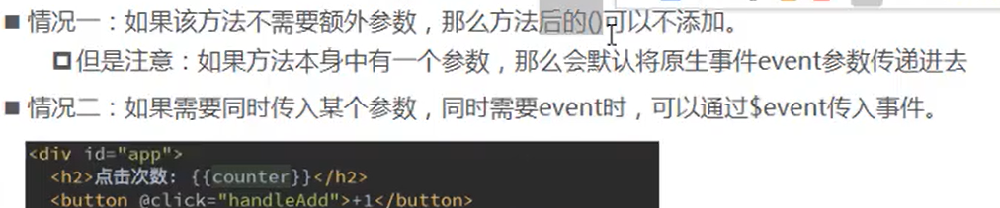 情况一：如果该方法不需要额外参数，那么方法后的()可以不添加。
但是注意：如果方法本身中有一个参数，那么会默认将原生事件event参数传递进去
情况二：如果需要同时传入某个参数，同时需要event时，可以通过$event传入事件。
<div id="app">
<h2>点击次数: {{counter}}</h2>
<button @click="handleAdd">+1</button>